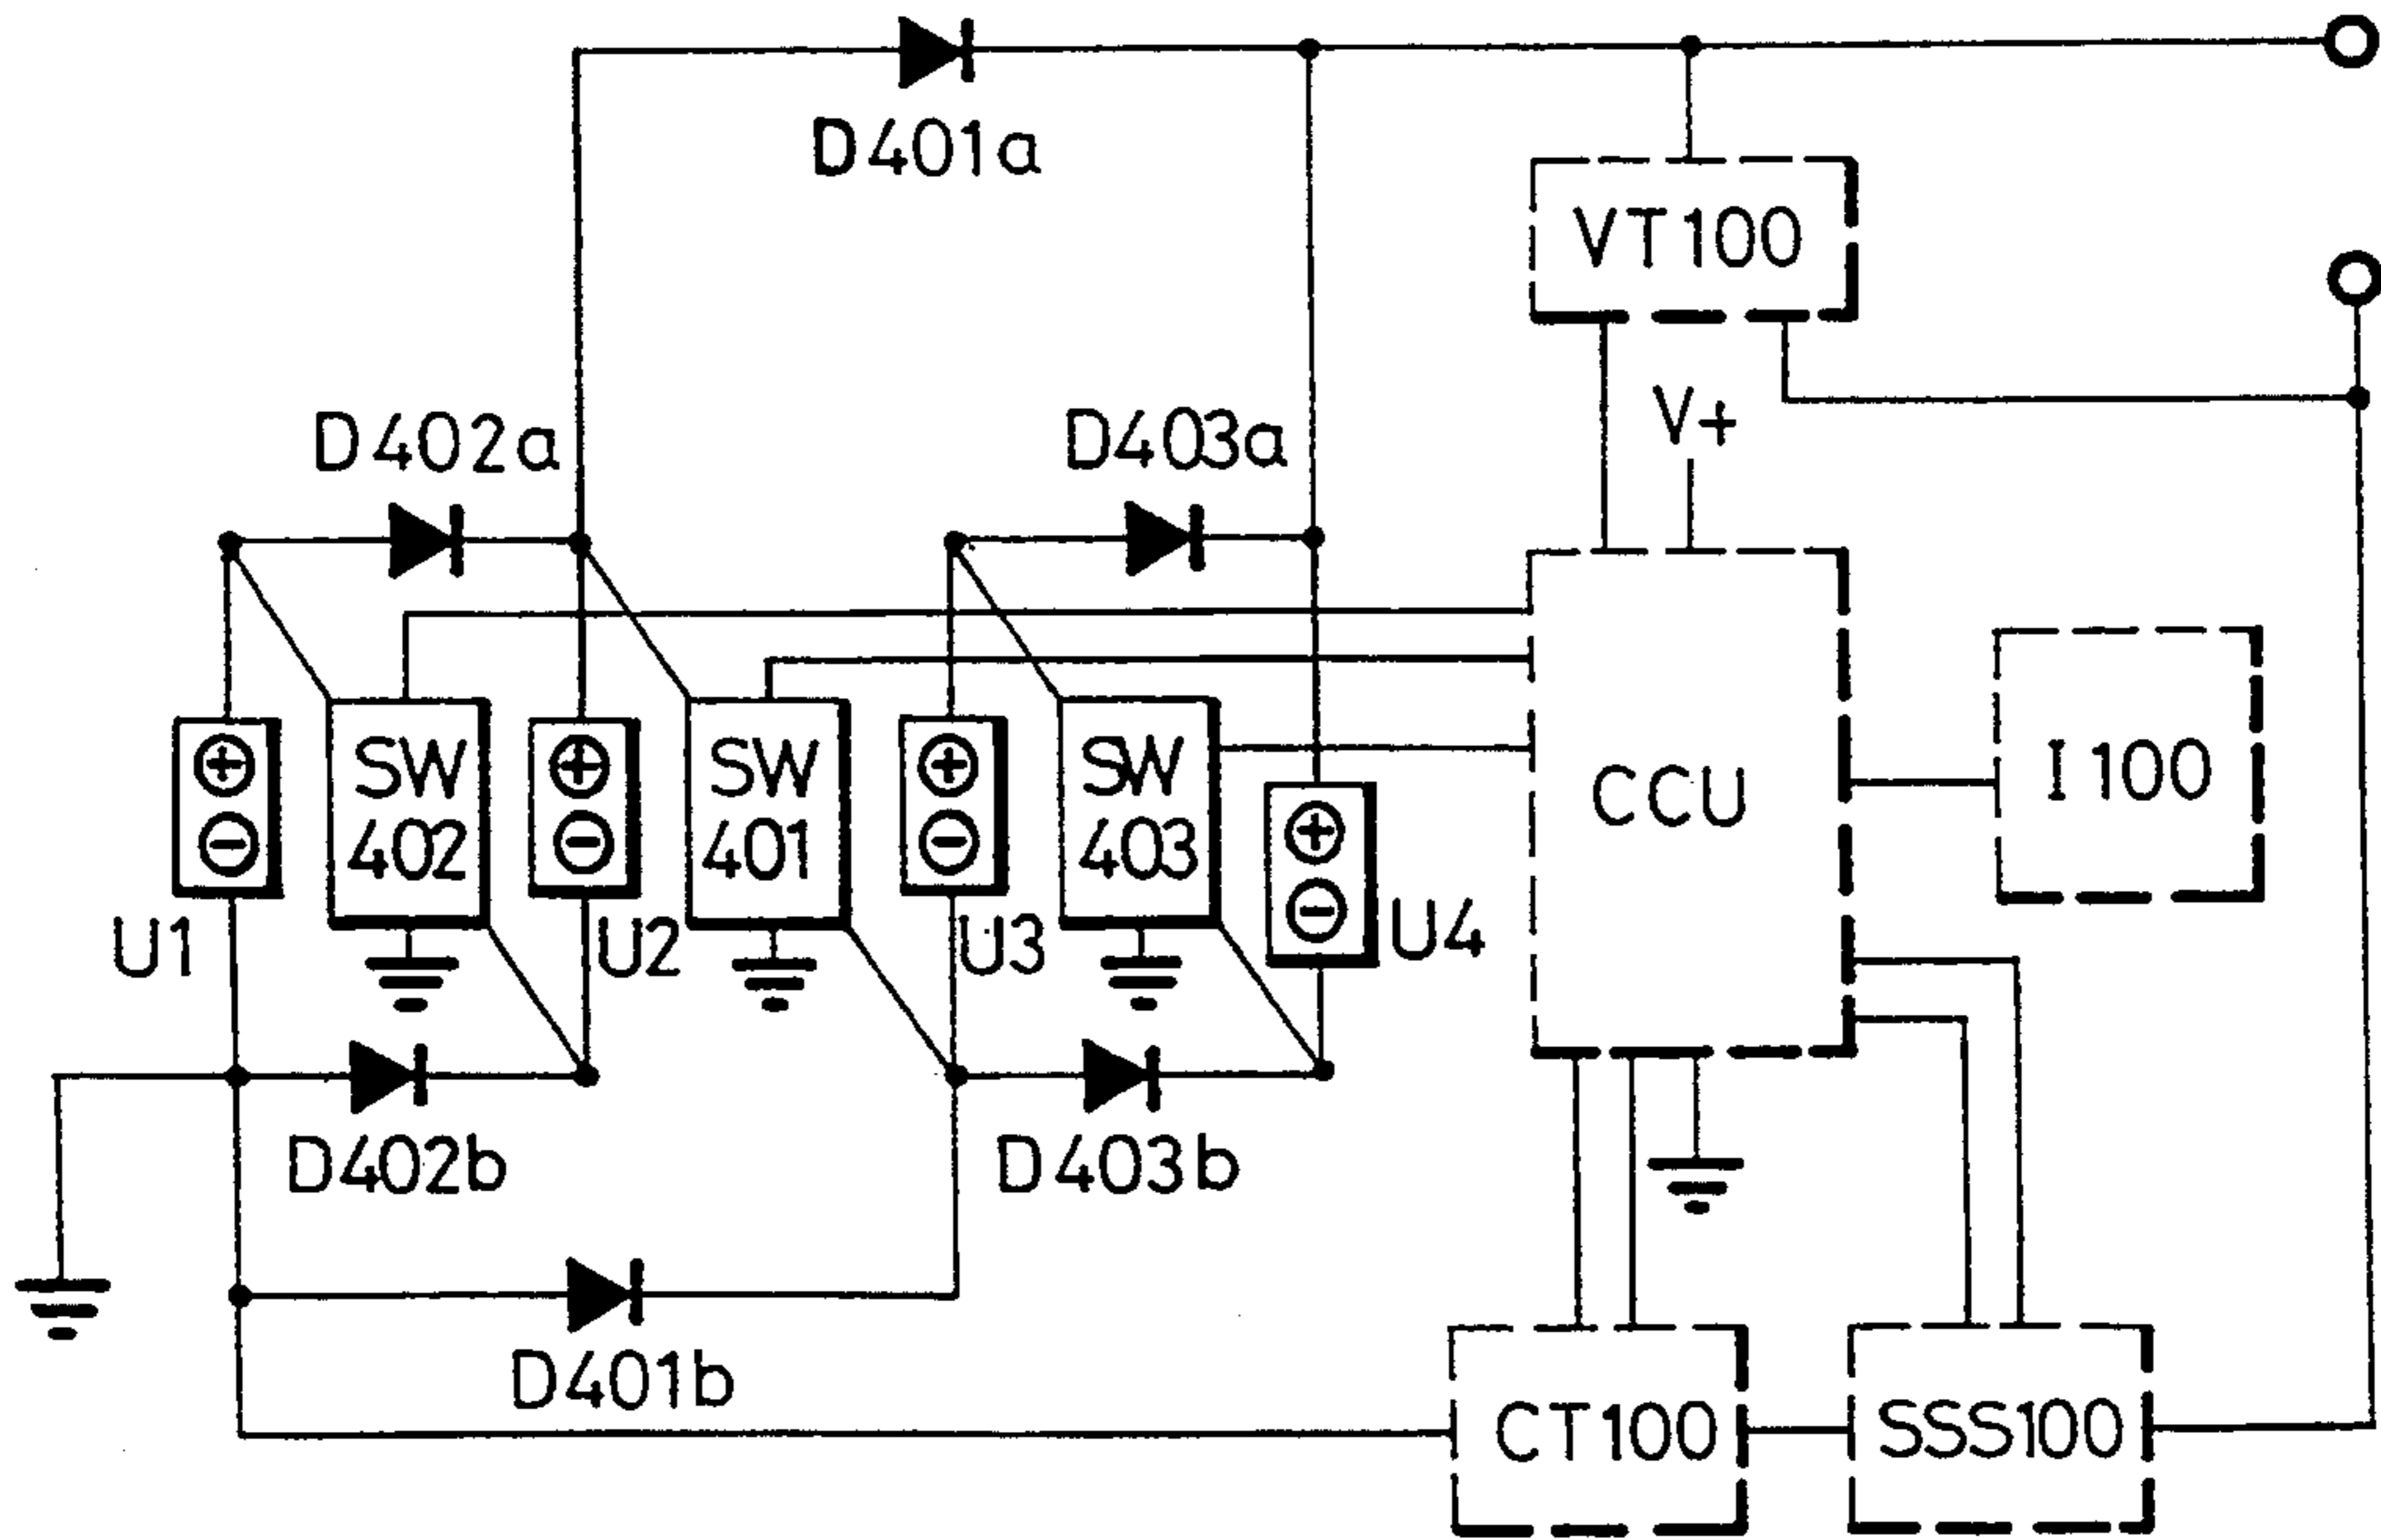 D401a
VT100
V+
D402a
D403a
SW
402
SW
401
SW
403
CCU
I100
U1
U2
U3
U4
D402b
D403b
D401b
CT100
SSS100